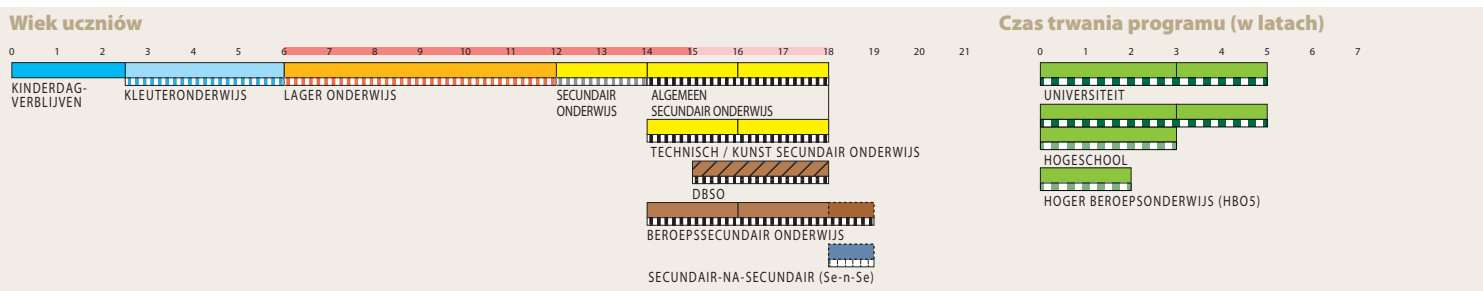 Wiek uczniów
Czas trwania programu (w latach)
0 1 2 3 4 5 6 7 8 9 10 11 12 13 14 15 16 17 18 19 20 21
0 1 2 3 4 5 6 7
KINDERDAG-
VERBLIJVEN
KLEUTERONDERWIJS
LAGER ONDERWIJS
SECUNDAIR
ONDERWIJS
ALGEMEEN
SECUNDAIR ONDERWIJS
TECHNISCH / KUNST SECUNDAIR ONDERWIJS
DBSO
BEROEPSSECUNDAIR ONDERWIJS
SECUNDAIR-NA-SECUNDAIR (Se-n-Se)
UNIVERSITEIT
HOGESCHOOL
HOGER BEROEPSONDERWIJS (HBO5)